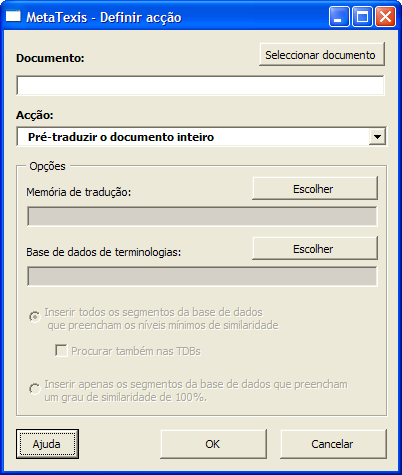 MetaTexis - Definir acção
Documento:
Seleccionar documento
Acção:
Pré-traduzir o documento inteiro
Opções
Memória de tradução:
Escolher
Base de dados de terminologias:
Escolher
Inserir todos os segmentos da base de dados
que preencham os níveis mínimos de similaridade
Procurar também nas TDBs
Inserir apenas os segmentos da base de dados que preencham
um grau de similaridade de 100%.
Ajuda
OK
Cancelar